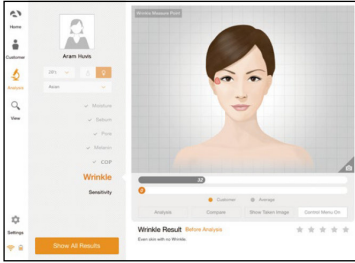 Home
Customer
Analysis
View
Settings
Aram Huvis
20's
Asian
Moisture
Sebum
Pore
Melanin
COP
Wrinkle
Sensitivity
Show All Results
Wrinkle Measure Point
Customer
Average
Analysis
Compare
Show Taken Image
Control Menu On
Wrinkle Result Before Analysis
Even skin with no Wrinkle.